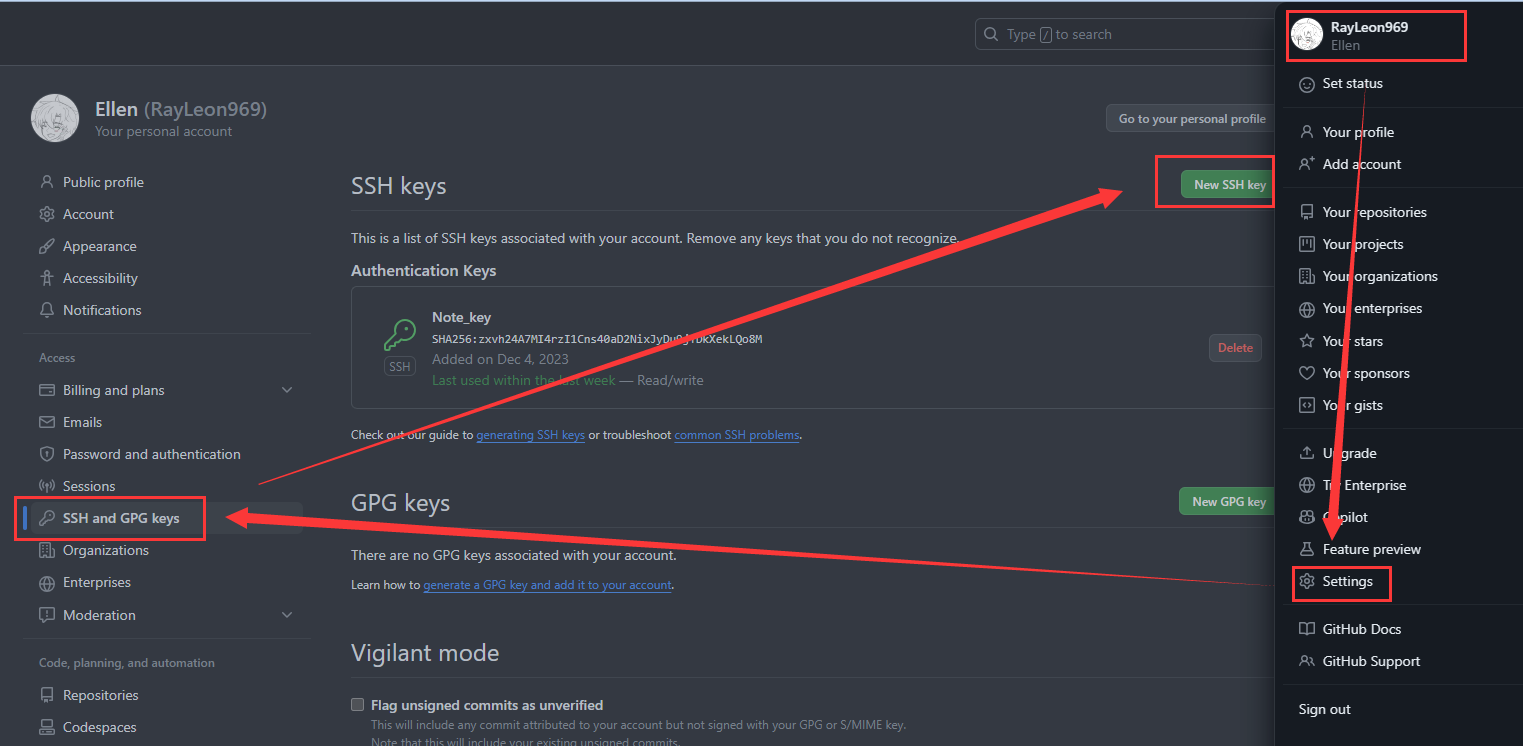 Type / to search
Ellen (RayLeon969)
Your personal account
Go to your personal profile
Public profile
Account
Appearance
Accessibility
Notifications
Access
Billing and plans
Emails
Password and authentication
Sessions
SSH and GPG keys
Organizations
Enterprises
Moderation
Code, planning, and automation
Repositories
Codespaces
SSH keys
New SSH key
This is a list of SSH keys associated with your account. Remove any keys that you do not recognize.
Authentication Keys
Note_key
SSH
Added on Dec 4, 2023
Last used within the last week — Read/write
Delete
Check out our guide to generating SSH keys or troubleshoot common SSH problems.
GPG keys
New GPG key
There are no GPG keys associated with your account.
Learn how to generate a GPG key and add it to your account.
Vigilant mode
Flag unsigned commits as unverified
This will include any commit attributed to your account but not signed with your GPG or S/MIME key.
Note that this will include your existing unsigned commits.
RayLeon969
Ellen
Set status
Your profile
Add account
Your repositories
Your projects
Your organizations
Your enterprises
Your stars
Your sponsors
Your gists
Upgrade
Try Enterprise
Copilot
Feature preview
Settings
GitHub Docs
GitHub Support
Sign out